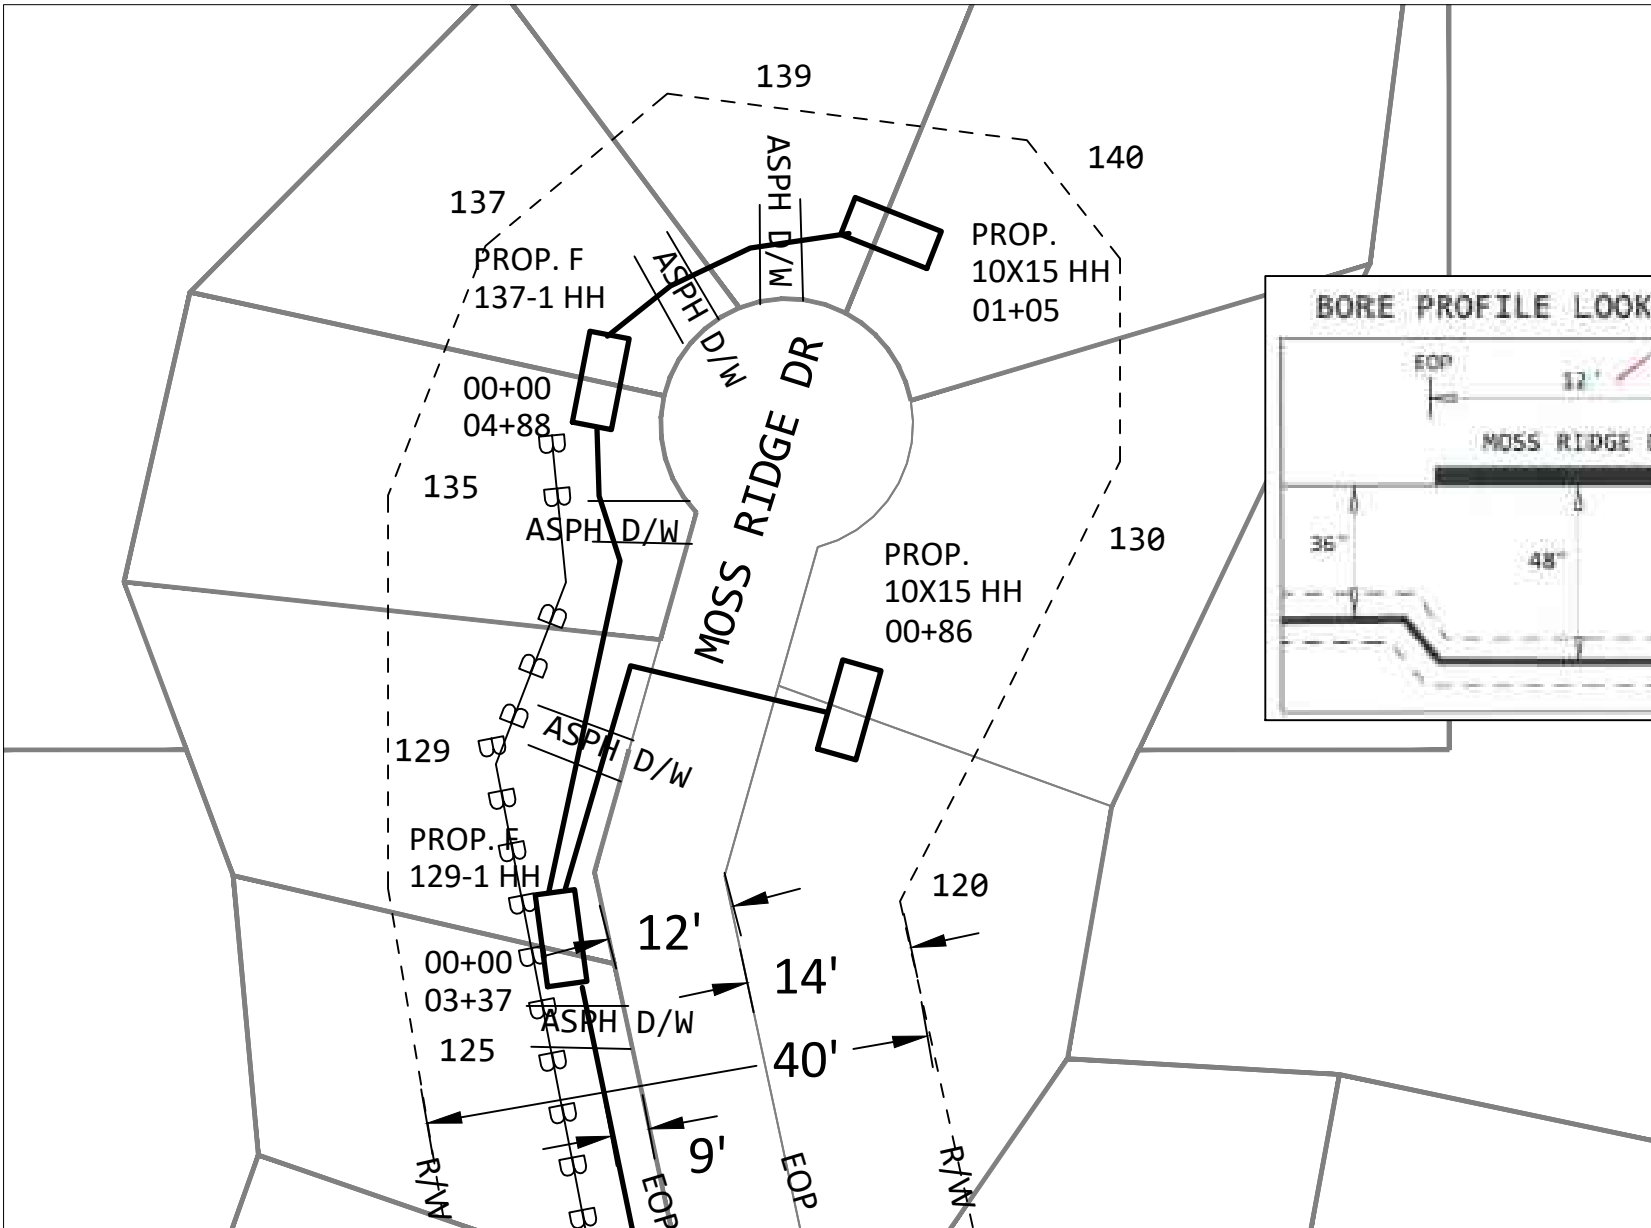 139
140
137
ASPH D/W
PROP. F
137-1 HH
ASPH D/W
PROP.
10X15 HH
01+05
BORE PROFILE LOOK
EOP
12'
MOSS RIDGE
36"
48"
00+00
04+88
B
B
135
ASPH D/W
MOSS RIDGE DR
130
PROP.
10X15 HH
00+86
B
B
B
B
129
ASPH D/W
B
PROP. F
129-1 HH
B
B
120
12'
B
14'
00+00
03+37
B
ASPH D/W
125
B
40'
B
9'
B
B
R/W
EOP
EOP
R/W